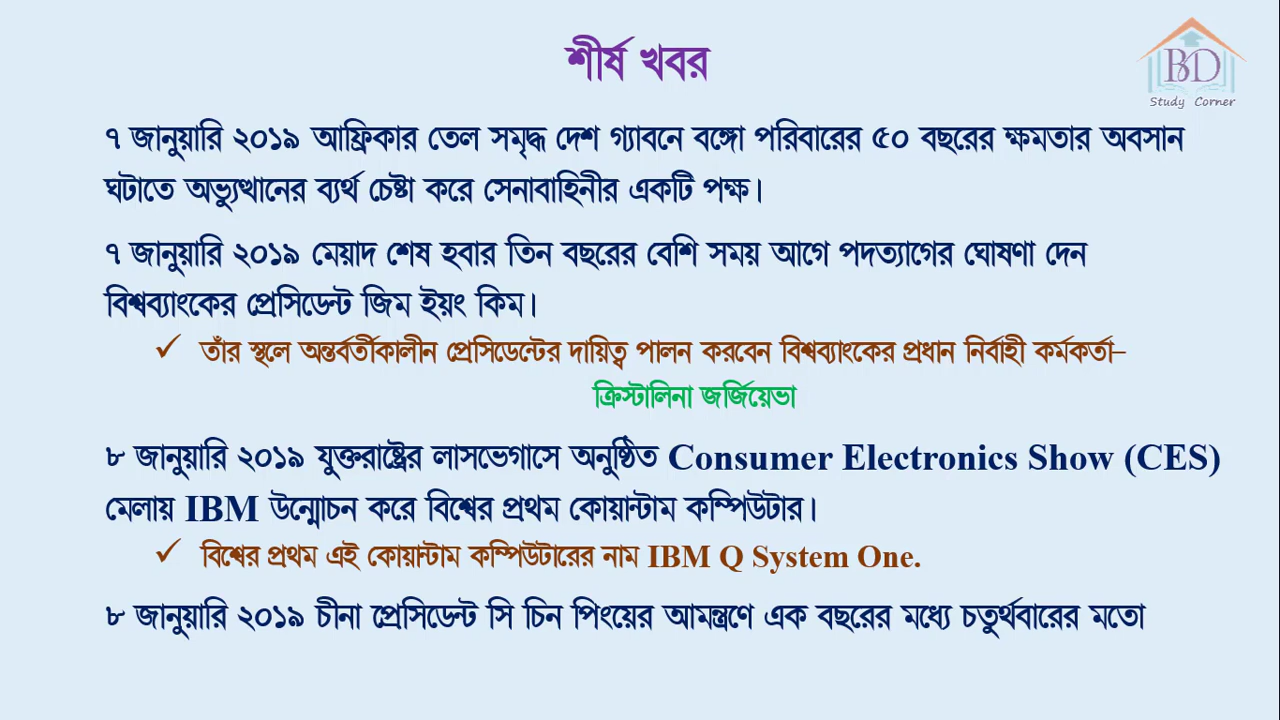 শীর্ষ খবর
BD
Study Corner
৭ জানুয়ারি ২০১৯ আফ্রিকার তেল সমৃদ্ধ দেশ গ্যাবনে বঙ্গো পরিবারের ৫০ বছরের ক্ষমতার অবসান
ঘটাতে অভ্যুত্থানের ব্যর্থ চেষ্টা করে সেনাবাহিনীর একটি পক্ষ।
৭ জানুয়ারি ২০১৯ মেয়াদ শেষ হবার তিন বছরের বেশি সময় আগে পদত্যাগের ঘোষণা দেন
বিশ্বব্যাংকের প্রেসিডেন্ট জিম ইয়ং কিম।
✓ তাঁর স্থলে অন্তর্বর্তীকালীন প্রেসিডেন্টের দায়িত্ব পালন করবেন বিশ্বব্যাংকের প্রধান নির্বাহী কর্মকর্তা–
ক্রিস্টালিনা জর্জিয়েভা
৮ জানুয়ারি ২০১৯ যুক্তরাষ্ট্রের লাসভেগাসে অনুষ্ঠিত Consumer Electronics Show (CES)
মেলায় IBM উন্মোচন করে বিশ্বের প্রথম কোয়ান্টাম কম্পিউটার।
✓ বিশ্বের প্রথম এই কোয়ান্টাম কম্পিউটারের নাম IBM Q System One.
৮ জানুয়ারি ২০১৯ চীনা প্রেসিডেন্ট সি চিন পিংয়ের আমন্ত্রণে এক বছরের মধ্যে চতুর্থবারের মতো